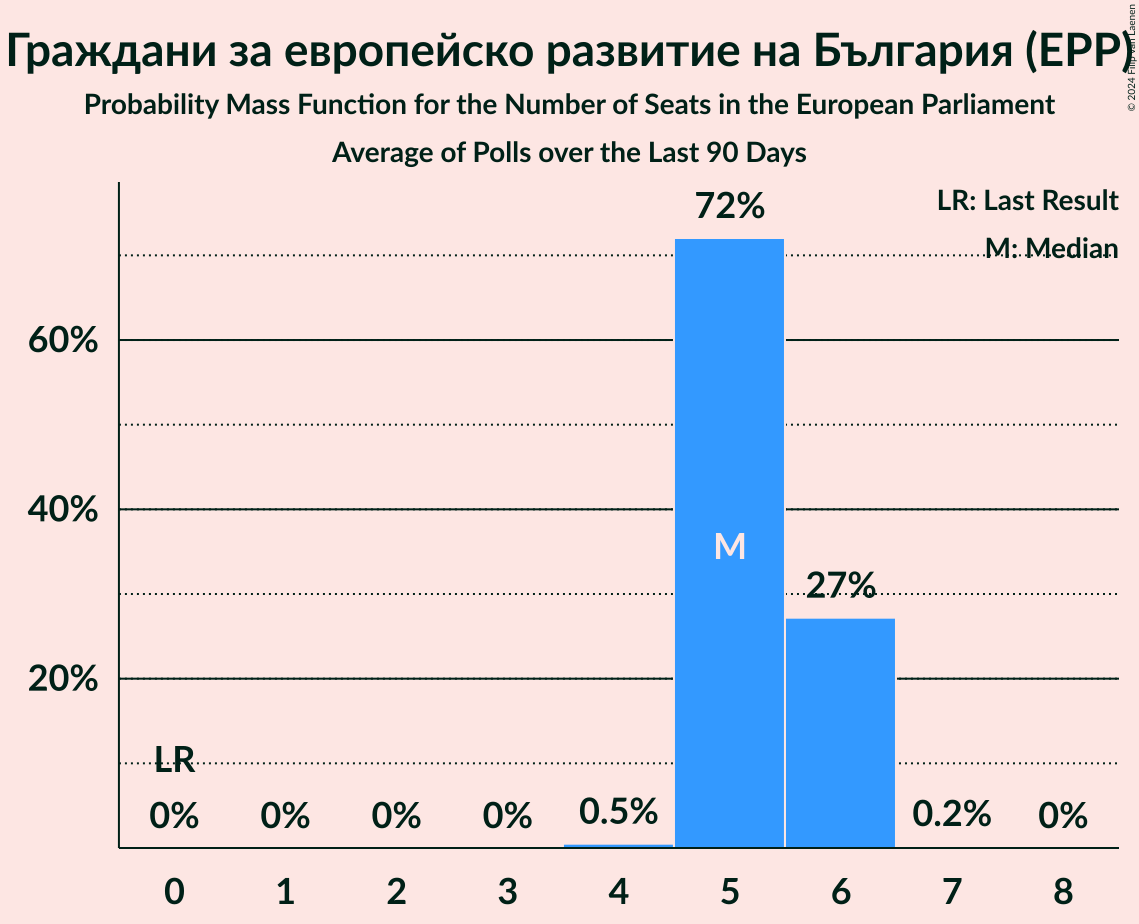 Граждани за европейско развитие на България (EPP)
Probability Mass Function for the Number of Seats in the European Parliament
Average of Polls over the Last 90 Days
© 2024 Filip van Laenen
LR: Last Result
M: Median
72%
60%
40%
20%
M
27%
LR
0%
0%
0%
0%
0.5%
0.2%
0%
0 1 2 3 4 5 6 7 8